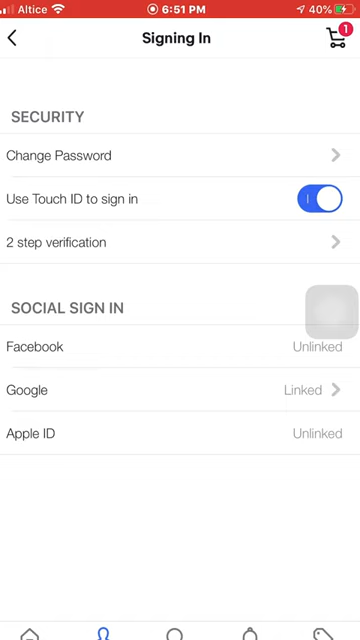 Altice 6:51 PM 40%
Signing In 1
SECURITY
Change Password
Use Touch ID to sign in
2 step verification
SOCIAL SIGN IN
Facebook Unlinked
Google Linked
Apple ID Unlinked